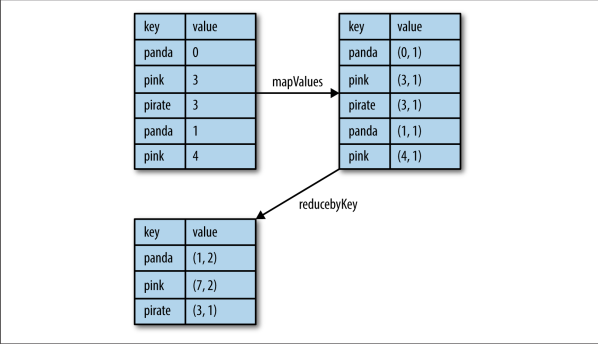 key value
panda 0
pink 3
pirate 3
panda 1
pink 4
mapValues
key value
panda (0, 1)
pink (3, 1)
pirate (3, 1)
panda (1, 1)
pink (4, 1)
reducebyKey
key value
panda (1, 2)
pink (7, 2)
pirate (3, 1)